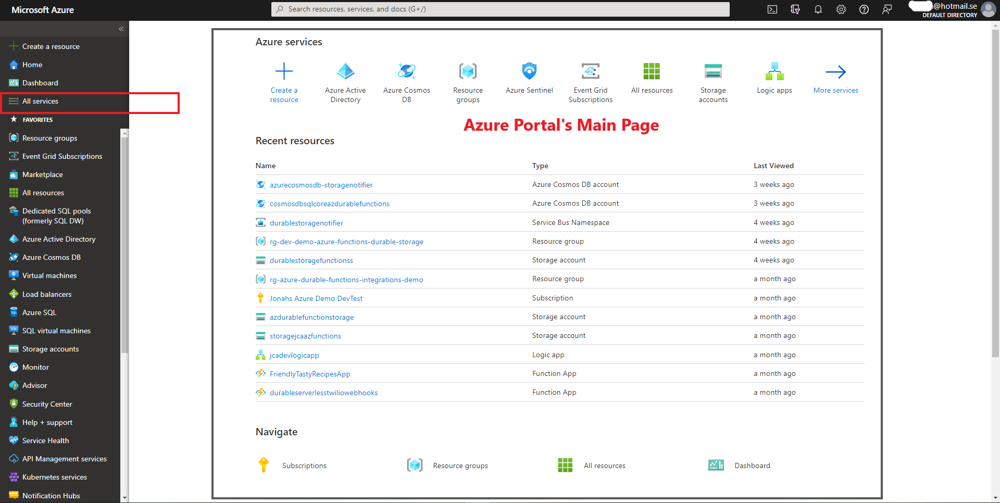 Microsoft Azure
Search resources, services, and docs (G+/)
@hotmail.se
DEFAULT DIRECTORY
«
Create a resource
Home
Dashboard
All services
FAVORITES
Resource groups
Event Grid Subscriptions
Marketplace
All resources
Dedicated SQL pools
(formerly SQL DW)
Azure Active Directory
Azure Cosmos DB
Virtual machines
Load balancers
Azure SQL
SQL virtual machines
Storage accounts
Monitor
Advisor
Security Center
Help + support
Service Health
API Management services
Kubernetes services
Notification Hubs
Azure services
Create a
resource
Azure Active
Directory
Azure Cosmos
DB
Resource
groups
Azure Sentinel
Event Grid
Subscriptions
All resources
Storage
accounts
Logic apps
More services
Azure Portal's Main Page
Recent resources
Name Type Last Viewed
azurecosmosdb-storagenotifier Azure Cosmos DB account 3 weeks ago
cosmosdbsqlcoreazdurablefunctions Azure Cosmos DB account 3 weeks ago
durablestoragenotifier Service Bus Namespace 4 weeks ago
rg-dev-demo-azure-functions-durable-storage Resource group 4 weeks ago
durablestoragefunctionss Storage account 4 weeks ago
rg-azure-durable-functions-integrations-demo Resource group a month ago
Jonahs Azure Demo DevTest Subscription a month ago
azdurablefunctionstorage Storage account a month ago
storagejcaazfunctions Storage account a month ago
jcadevlogicapp Logic app a month ago
FriendlyTastyRecipesApp Function App a month ago
durableserverlesstwiliowebhooks Function App a month ago
Navigate
Subscriptions Resource groups All resources Dashboard